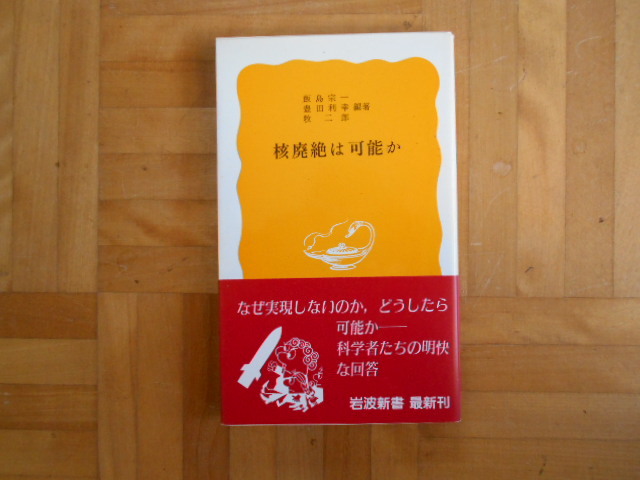 飯島宗一
豊田利幸 編著
牧二郎
核廃絶は可能か
なぜ実現しないのか，どうしたら
可能か——
科学者たちの明快
な回答
岩波新書 最新刊